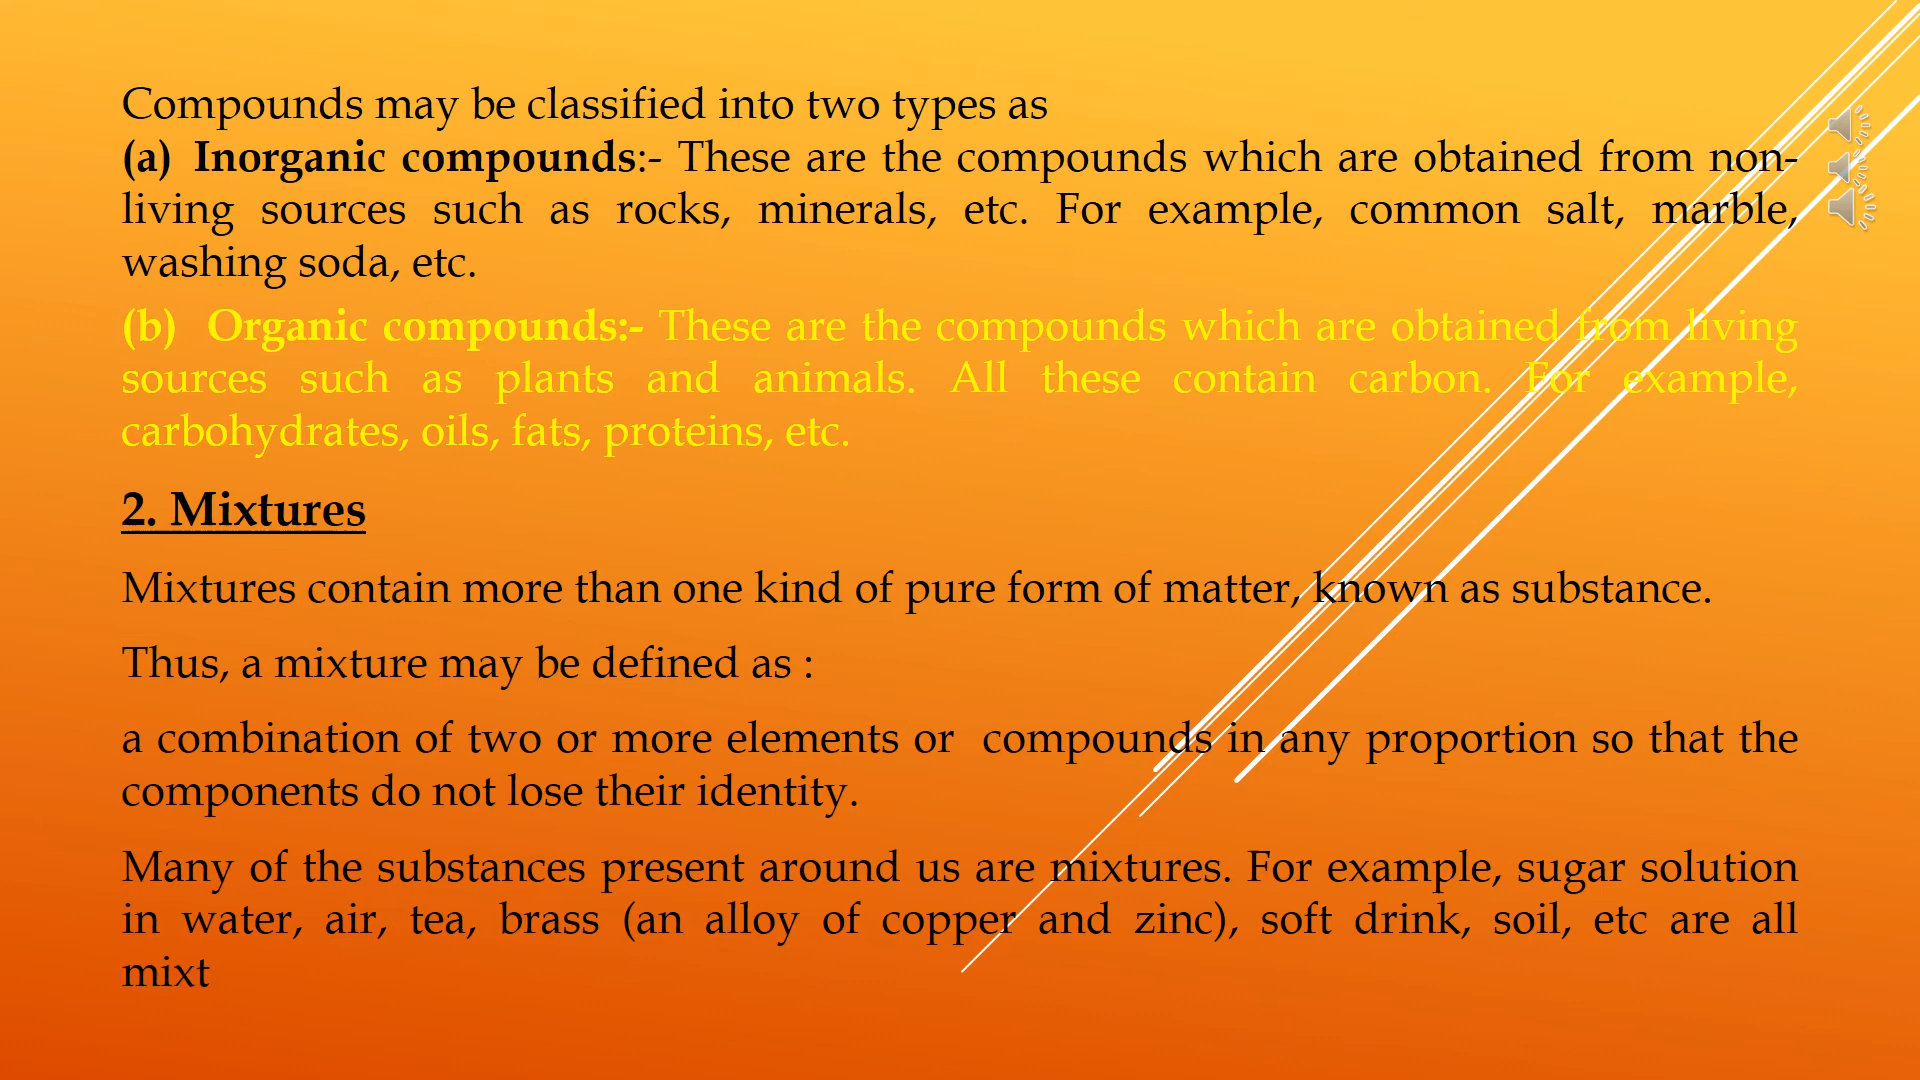 Compounds may be classified into two types as
(a) Inorganic compounds:- These are the compounds which are obtained from non-
living sources such as rocks, minerals, etc. For example, common salt, marble,
washing soda, etc.
(b) Organic compounds:- These are the compounds which are obtained from living
sources such as plants and animals. All these contain carbon. For example,
carbohydrates, oils, fats, proteins, etc.
2. Mixtures
Mixtures contain more than one kind of pure form of matter, known as substance.
Thus, a mixture may be defined as :
a combination of two or more elements or compounds in any proportion so that the
components do not lose their identity.
Many of the substances present around us are mixtures. For example, sugar solution
in water, air, tea, brass (an alloy of copper and zinc), soft drink, soil, etc are all
mixt